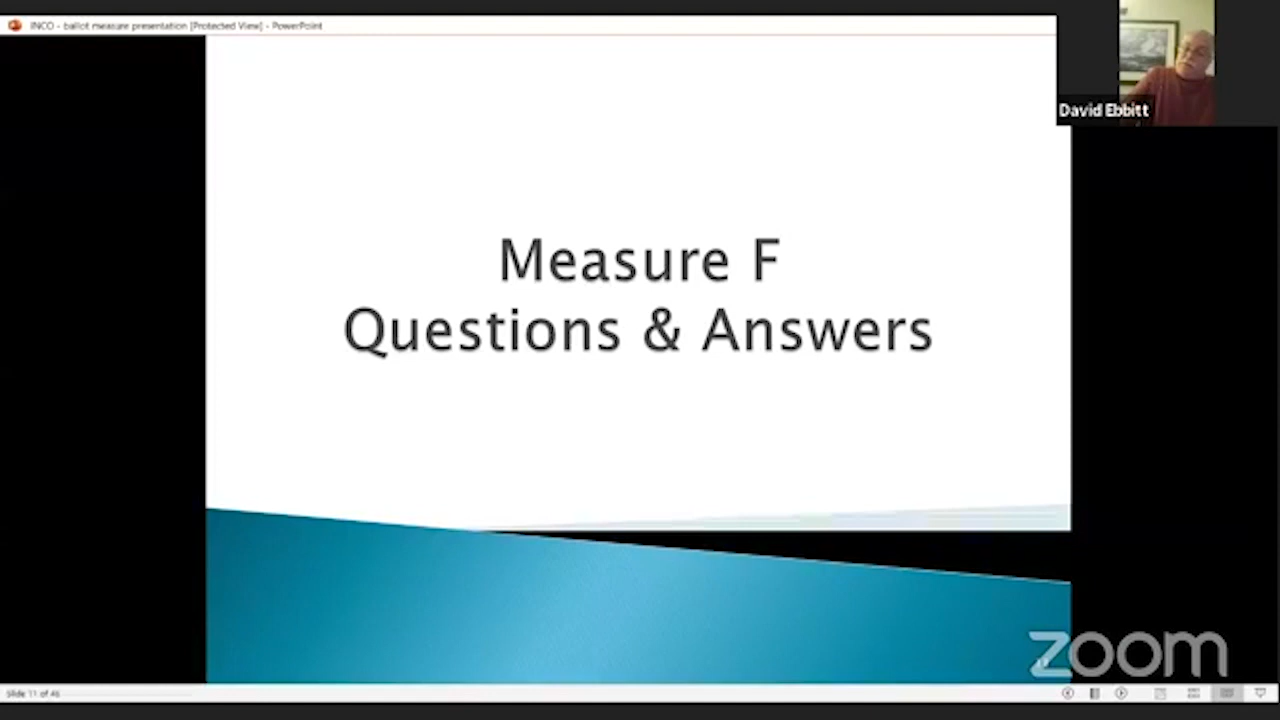 INCO - ballot measure presentation [Protected View] - PowerPoint
David Ebbitt
Measure F
Questions & Answers
zoom
Slide 11 of 46